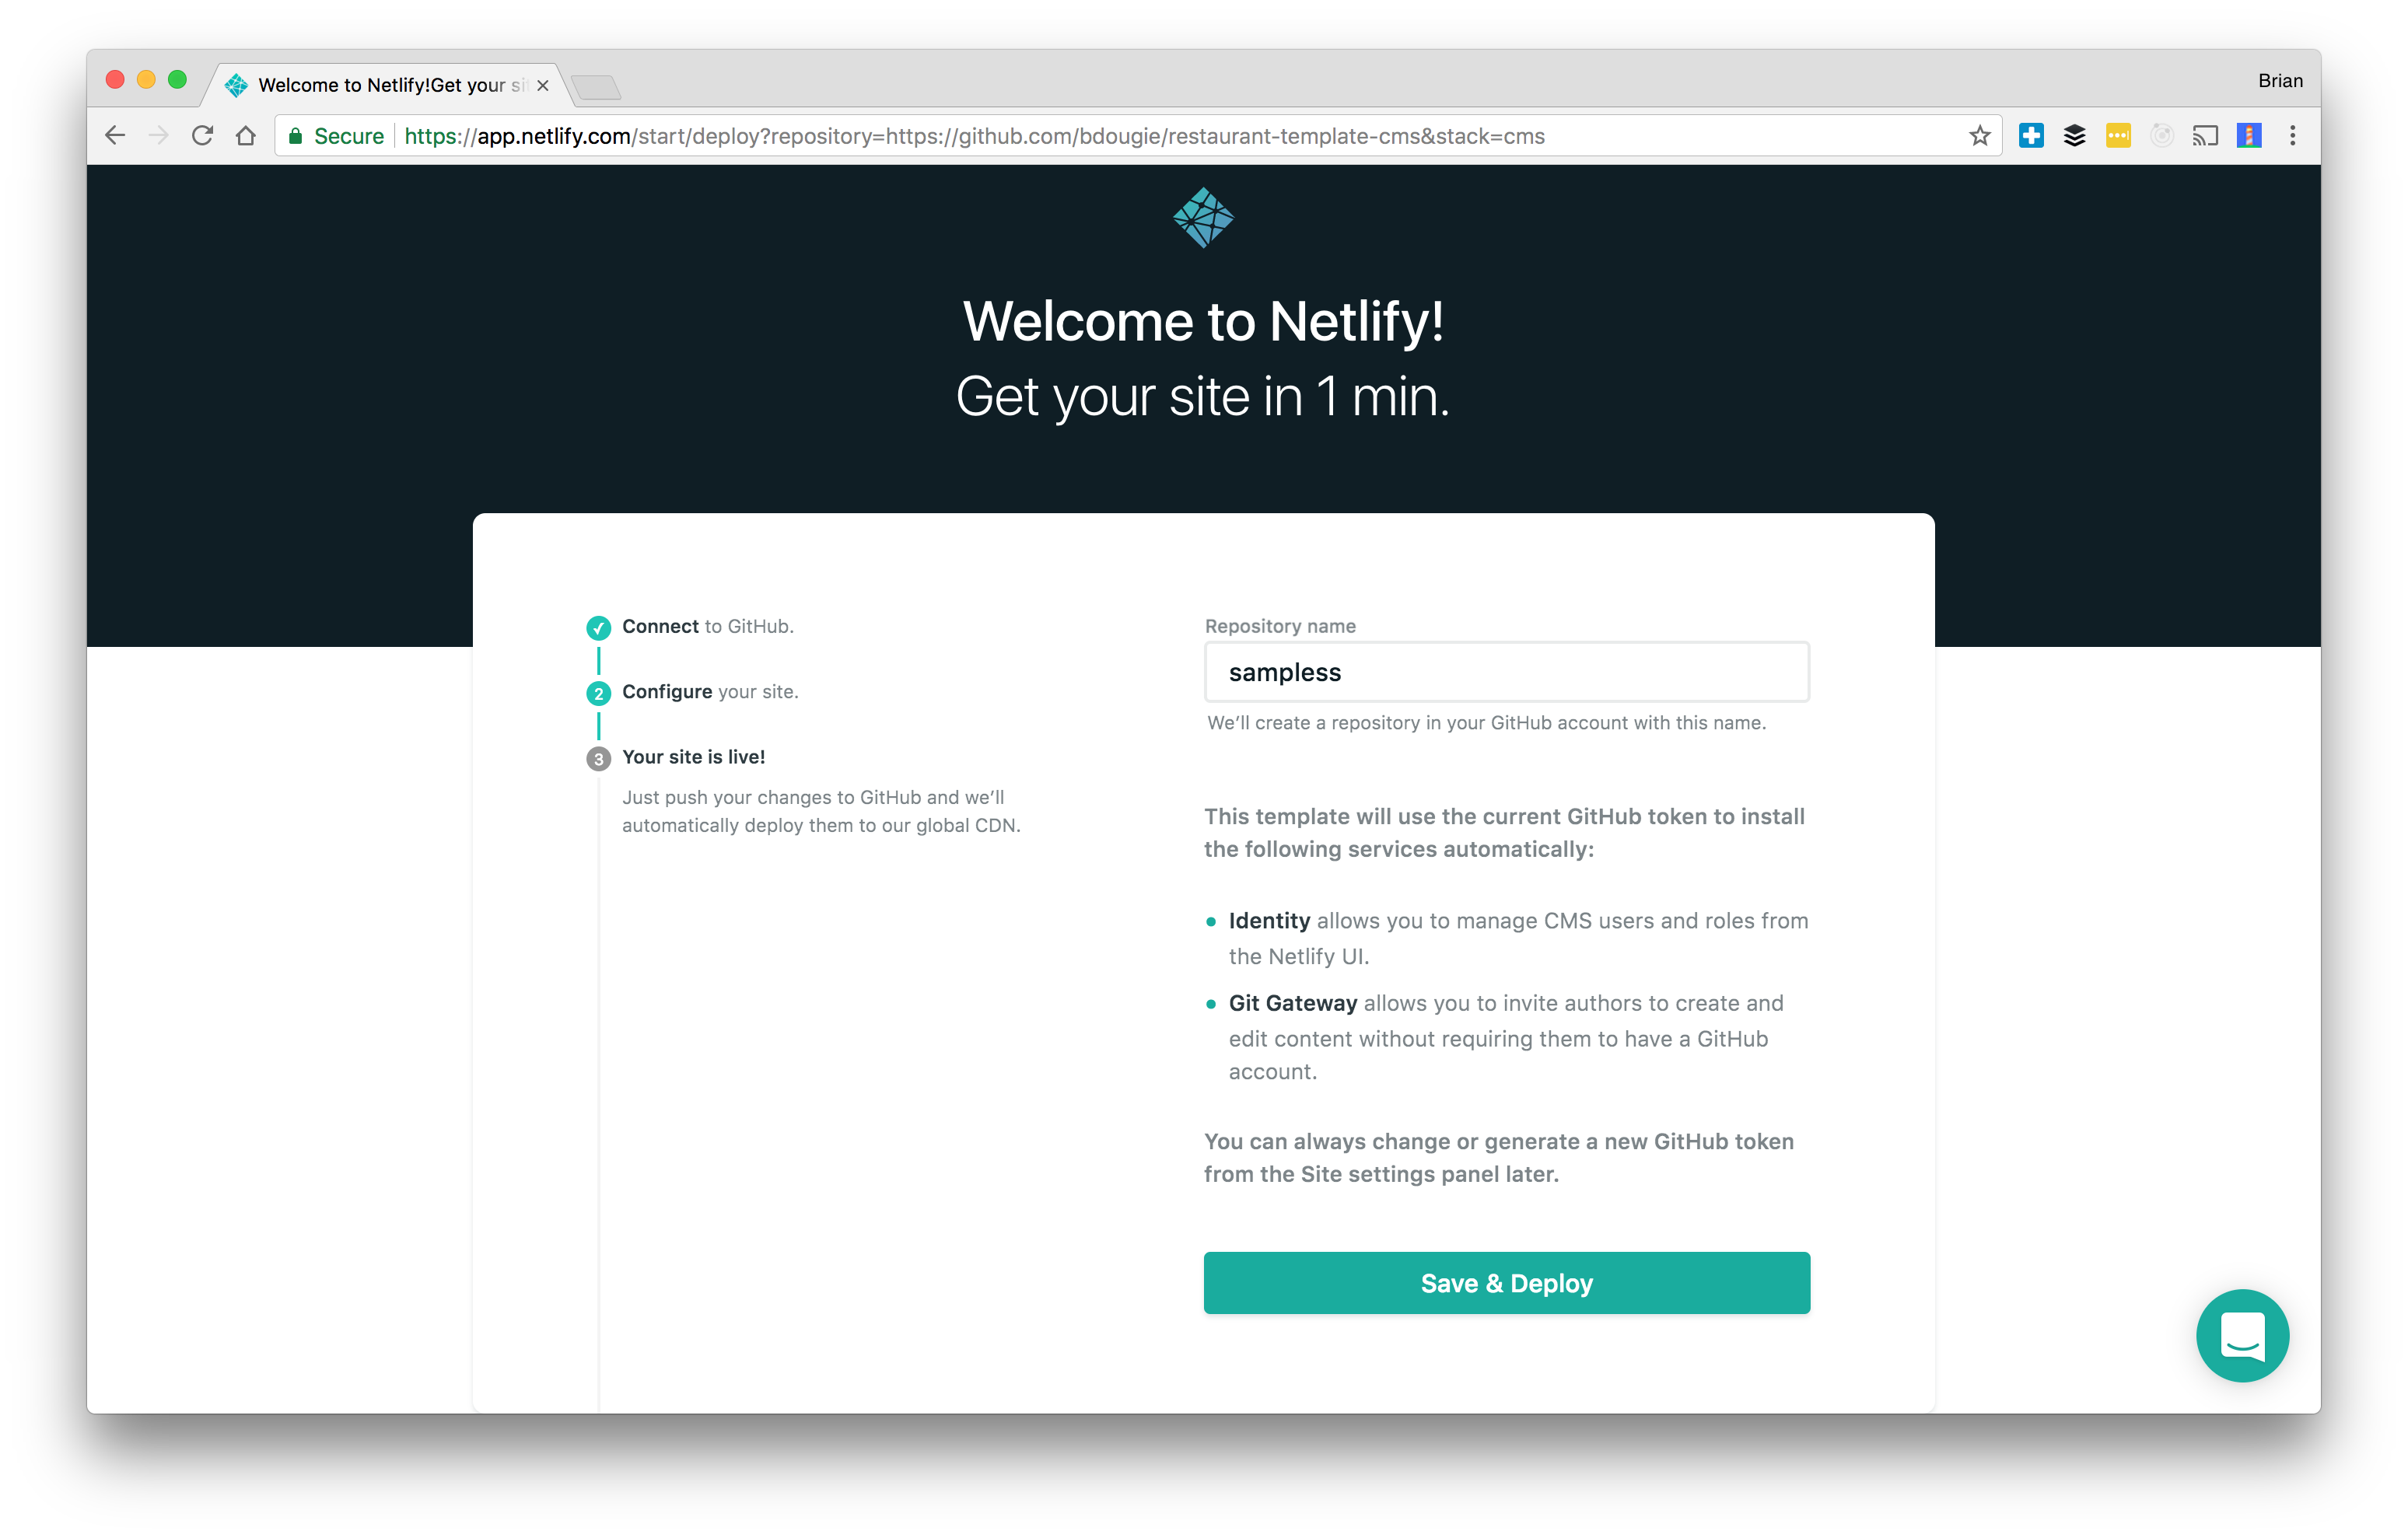 Welcome to Netlify!Get your si
Brian
Secure https://app.netlify.com/start/deploy?repository=https://github.com/bdougie/restaurant-template-cms&stack=cms
Welcome to Netlify!
Get your site in 1 min.
Connect to GitHub.
2 Configure your site.
3 Your site is live!
Just push your changes to GitHub and we’ll
automatically deploy them to our global CDN.
Repository name
sampless
We’ll create a repository in your GitHub account with this name.
This template will use the current GitHub token to install
the following services automatically:
Identity allows you to manage CMS users and roles from
the Netlify UI.
Git Gateway allows you to invite authors to create and
edit content without requiring them to have a GitHub
account.
You can always change or generate a new GitHub token
from the Site settings panel later.
Save & Deploy